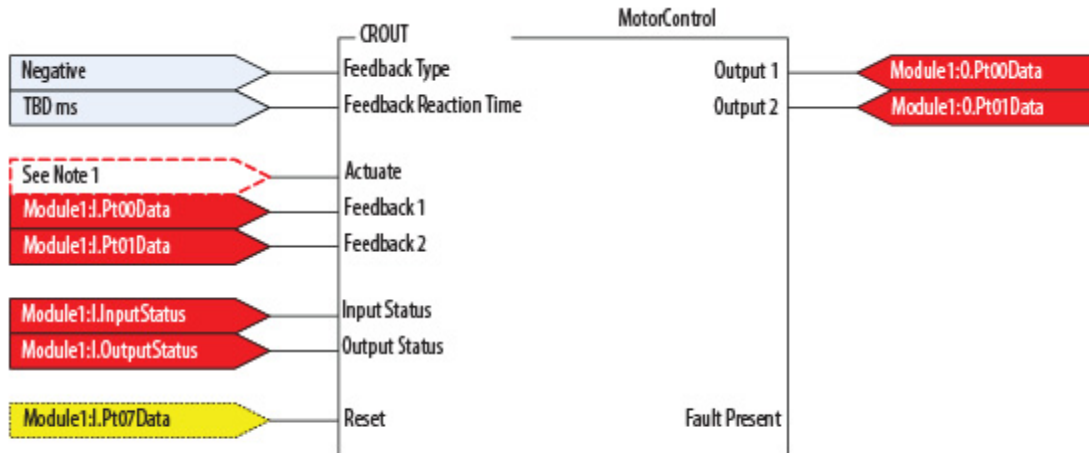 MotorControl
CROUT
Negative Feedback Type Output 1 Module1:O.Pt00Data
TBD ms Feedback Reaction Time Output 2 Module1:O.Pt01Data
See Note 1 Actuate
Module1:I.Pt00Data Feedback 1
Module1:I.Pt01Data Feedback 2
Module1:I.InputStatus Input Status
Module1:I.OutputStatus Output Status
Module1:I.Pt07Data Reset Fault Present